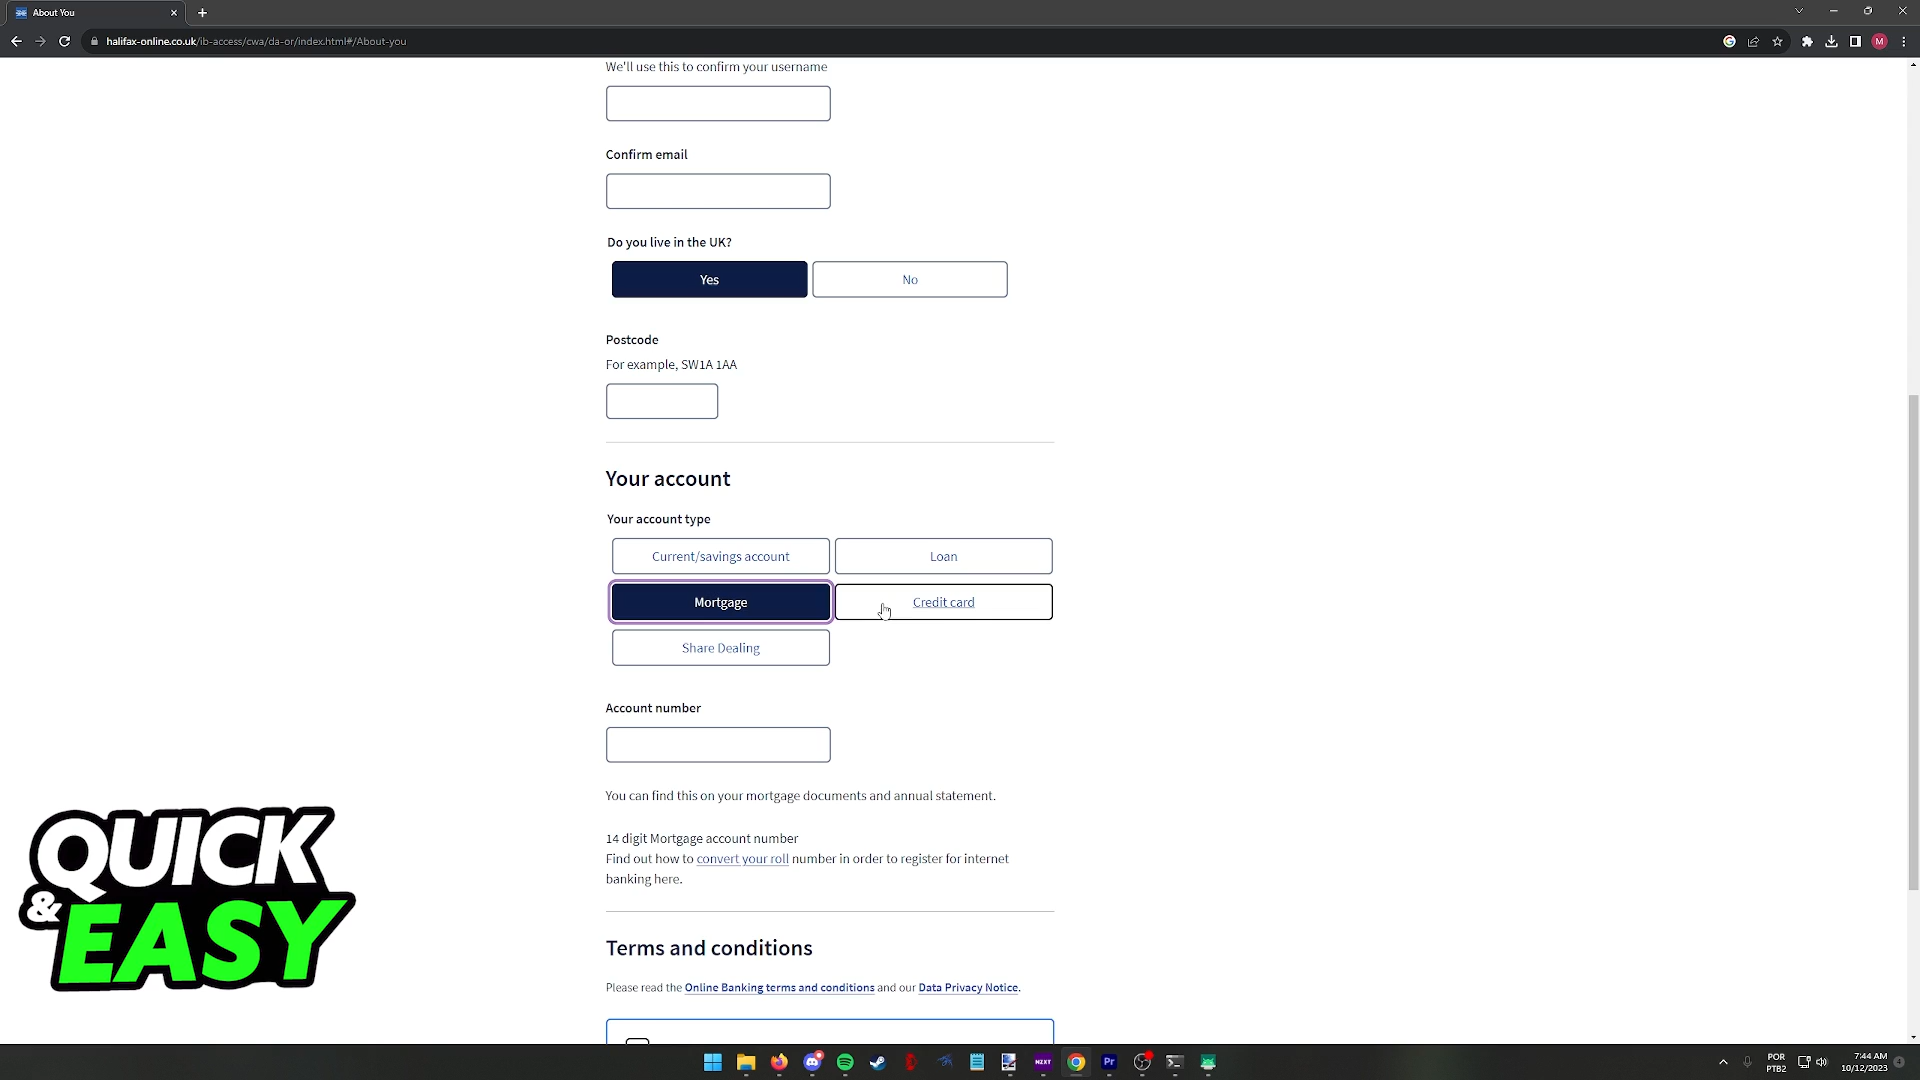 About You
halifax-online.co.uk/ib-access/cwa/da-or/index.html#/About-you
M
We'll use this to confirm your username
Confirm email
Do you live in the UK?
Yes No
Postcode
For example, SW1A 1AA
Your account
Your account type
Current/savings account Loan
Mortgage Credit card
Share Dealing
Account number
You can find this on your mortgage documents and annual statement.
14 digit Mortgage account number
Find out how to convert your roll number in order to register for internet
banking here.
Terms and conditions
Please read the Online Banking terms and conditions and our Data Privacy Notice.
QUICK
& EASY
NZXT
Pr
POR
PTB2
7:44 AM
10/12/2023
4